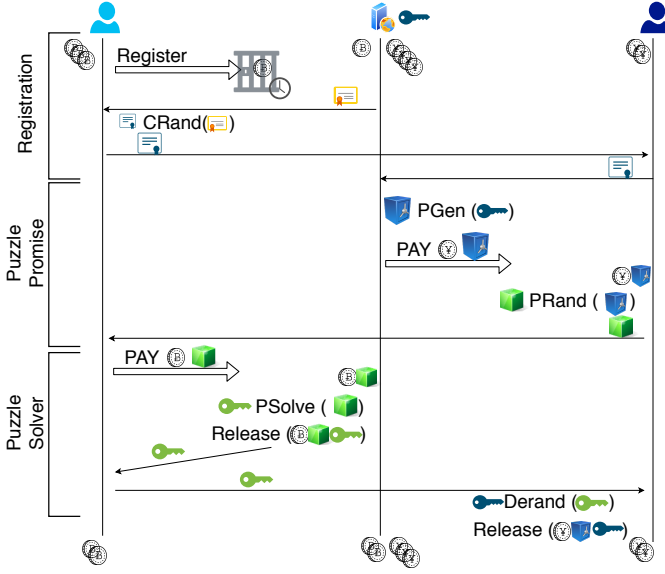 Registration
Register
CRand( )
Puzzle
Promise
PGen ( )
PAY
PRand ( )
Puzzle
Solver
PAY
PSolve ( )
Release ( )
Derand ( )
Release ( )